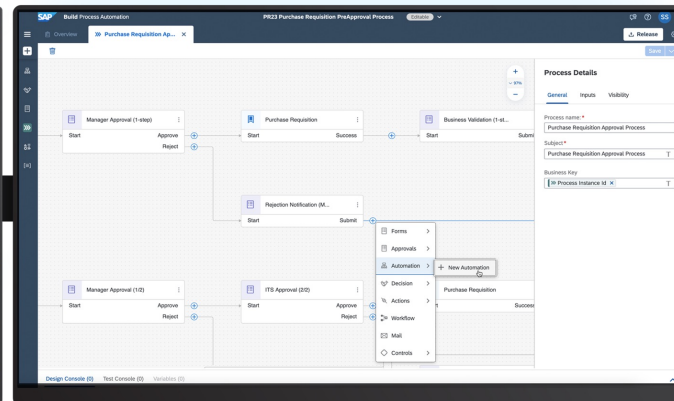 SAP Build Process Automation
PR23 Purchase Requisition PreApproval Process Editable
SS
Overview
Purchase Requisition Ap... ×
Release
Save
97%
Process Details
General Inputs Visibility
Process name:*
Purchase Requisition Approval Process
Subject*
Purchase Requisition Approval Process T
Business Key
Process Instance Id × T
Manager Approval (1-step)
Start Approve
Reject
Purchase Requisition
Start Success
Business Validation (1-st...
Start Submi
Rejection Notification (M...
Start Submit
Forms
Approvals
Automation
+ New Automation
Decision
Actions
Workflow
Mail
Controls
Manager Approval (1/2)
Start Approve
Reject
ITS Approval (2/2)
Start Approve
Reject
Purchase Requisition
Success
Design Console (0) Test Console (0) Variables (0)